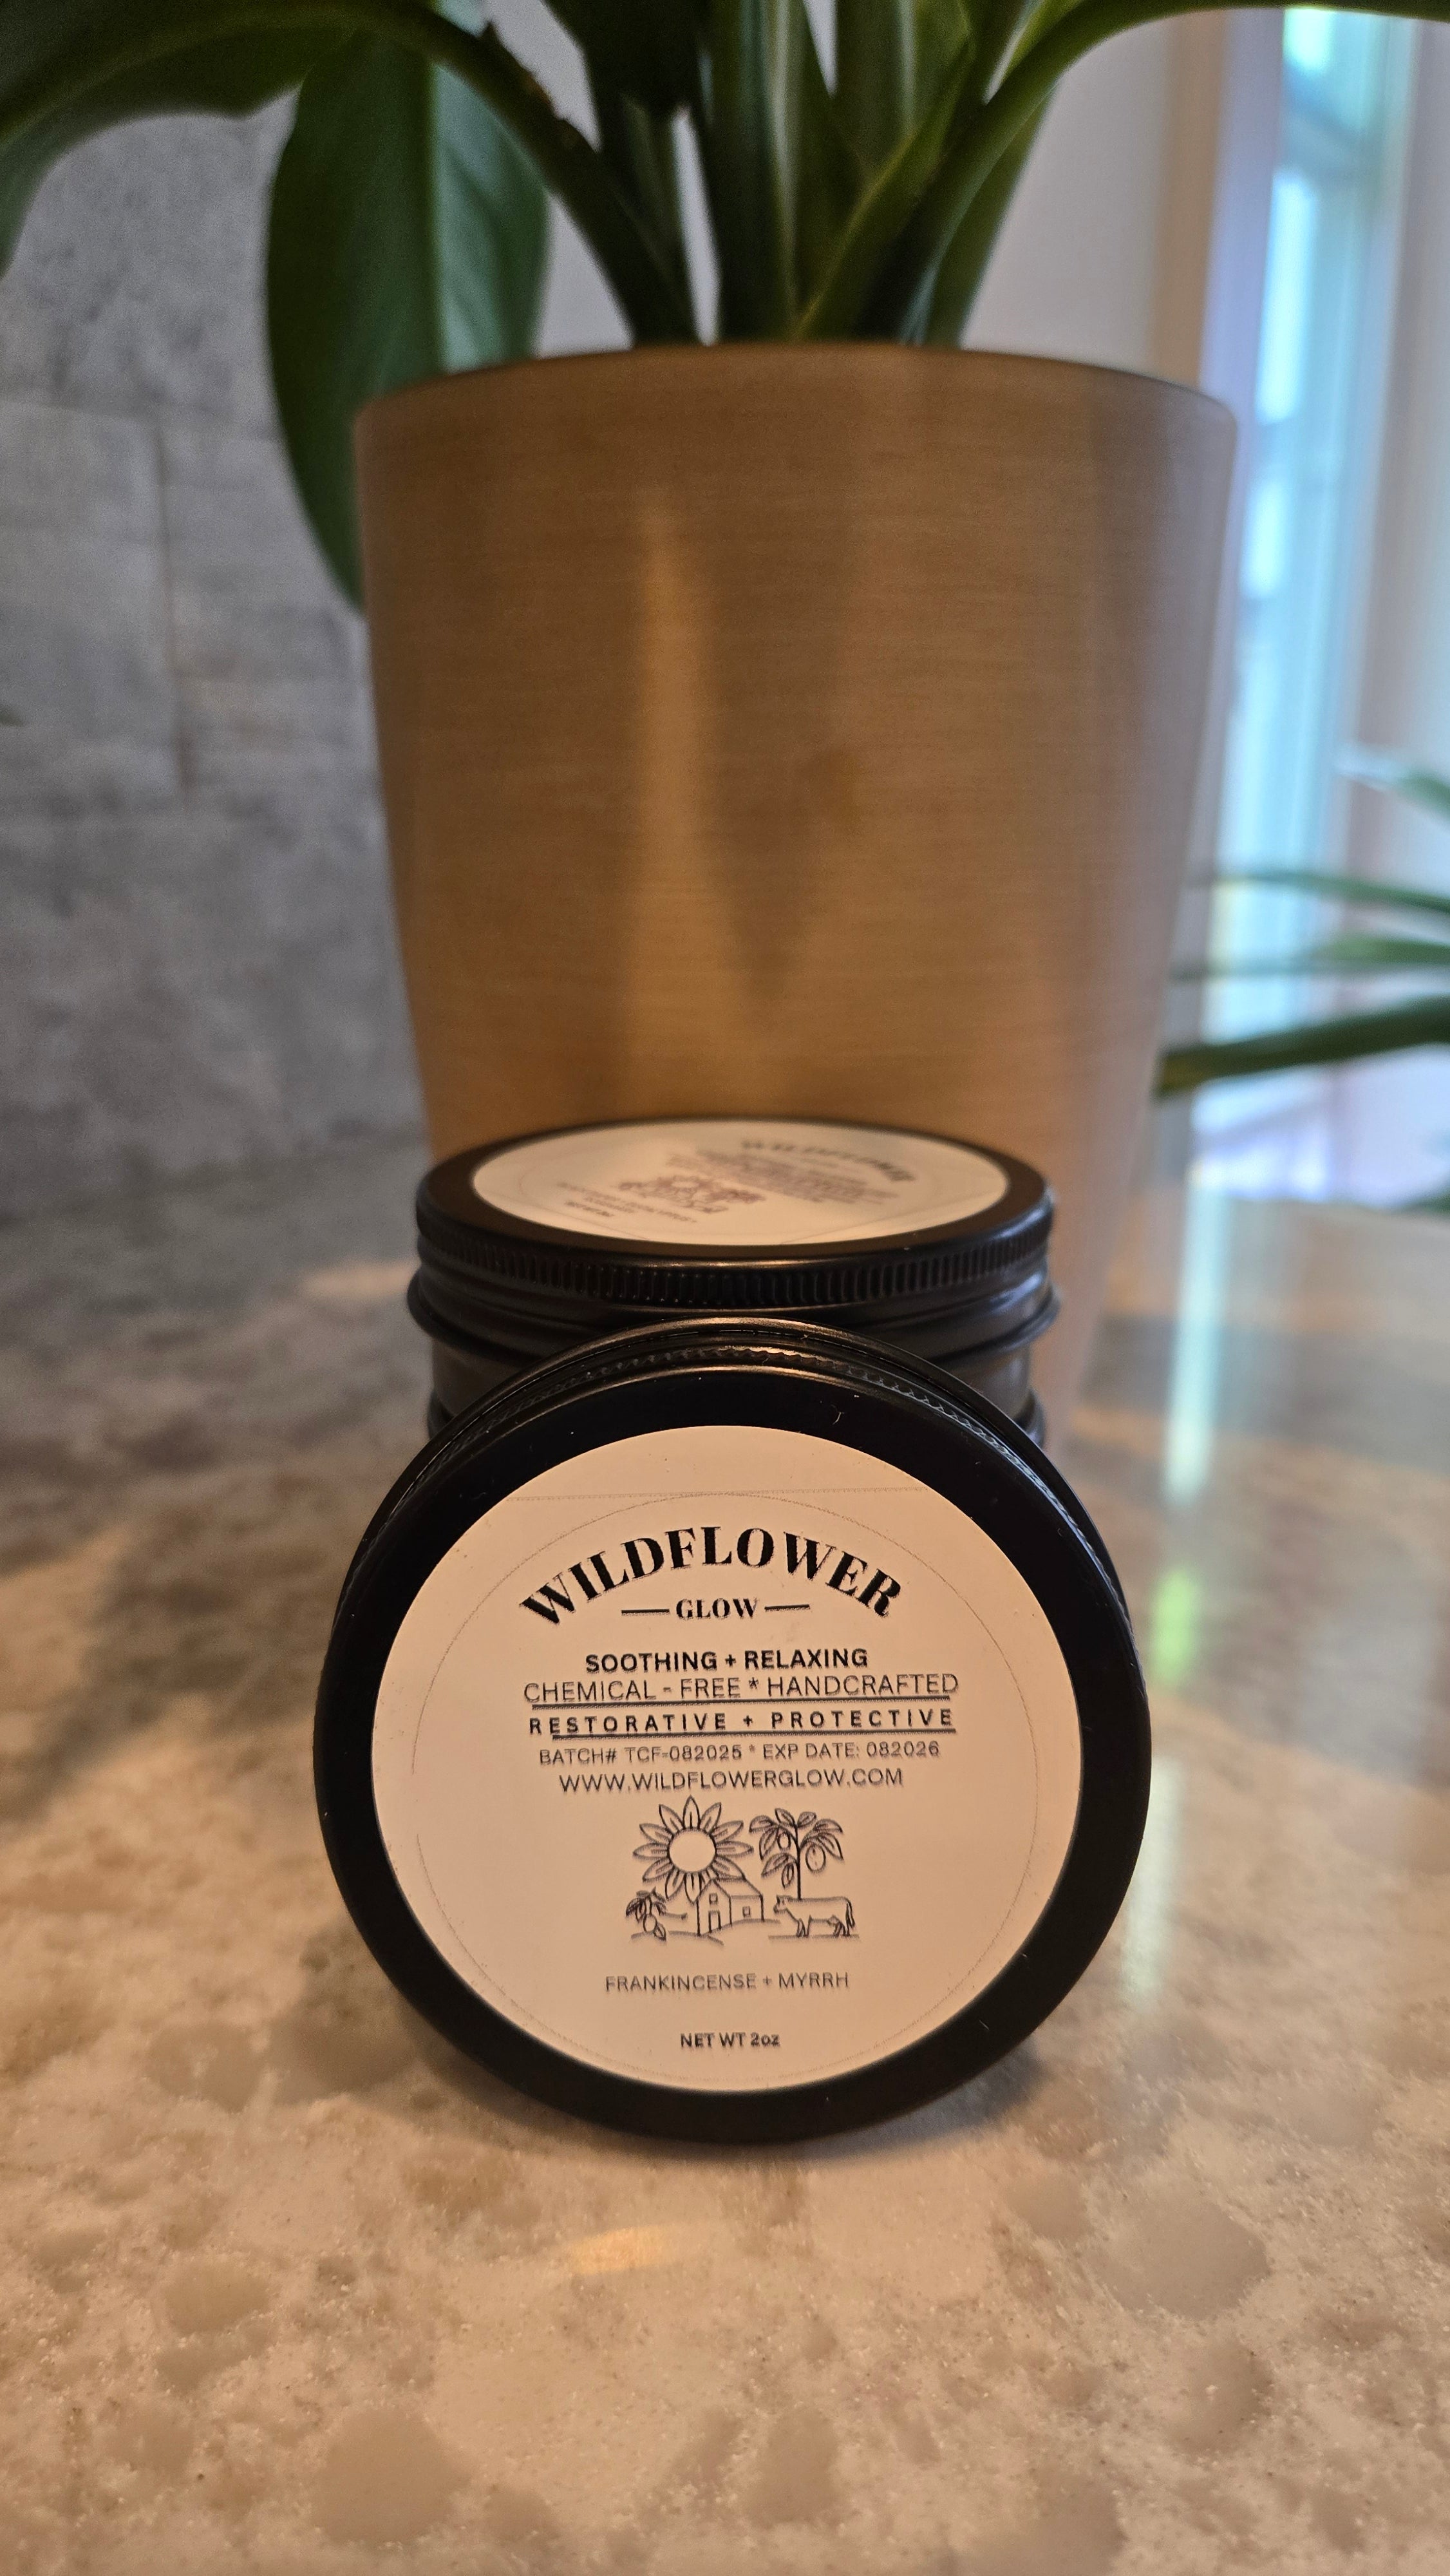 WILDFLOWER
GLOW
SOOTHING + RELAXING
CHEMICAL - FREE * HANDCRAFTED
RESTORATIVE + PROTECTIVE
BATCH# TCF-082025 * EXP DATE: 082026
WWW.WILDFLOWERGLOW.COM
FRANKINCENSE + MYRRH
NET WT 2oz
WILDFLOWER